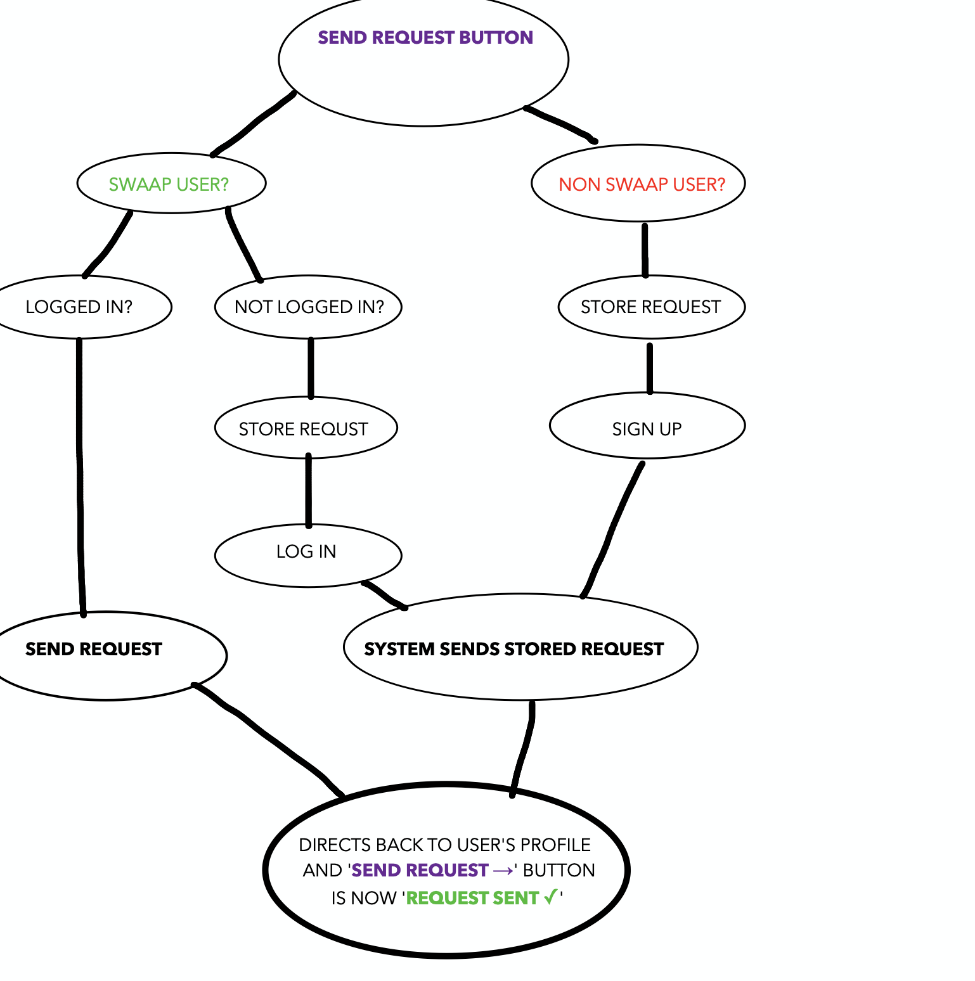 SEND REQUEST BUTTON
SWAAP USER?
NON SWAAP USER?
LOGGED IN?
NOT LOGGED IN?
STORE REQUEST
STORE REQUST
SIGN UP
LOG IN
SEND REQUEST
SYSTEM SENDS STORED REQUEST
DIRECTS BACK TO USER'S PROFILE
AND 'SEND REQUEST →' BUTTON
IS NOW 'REQUEST SENT ✓'